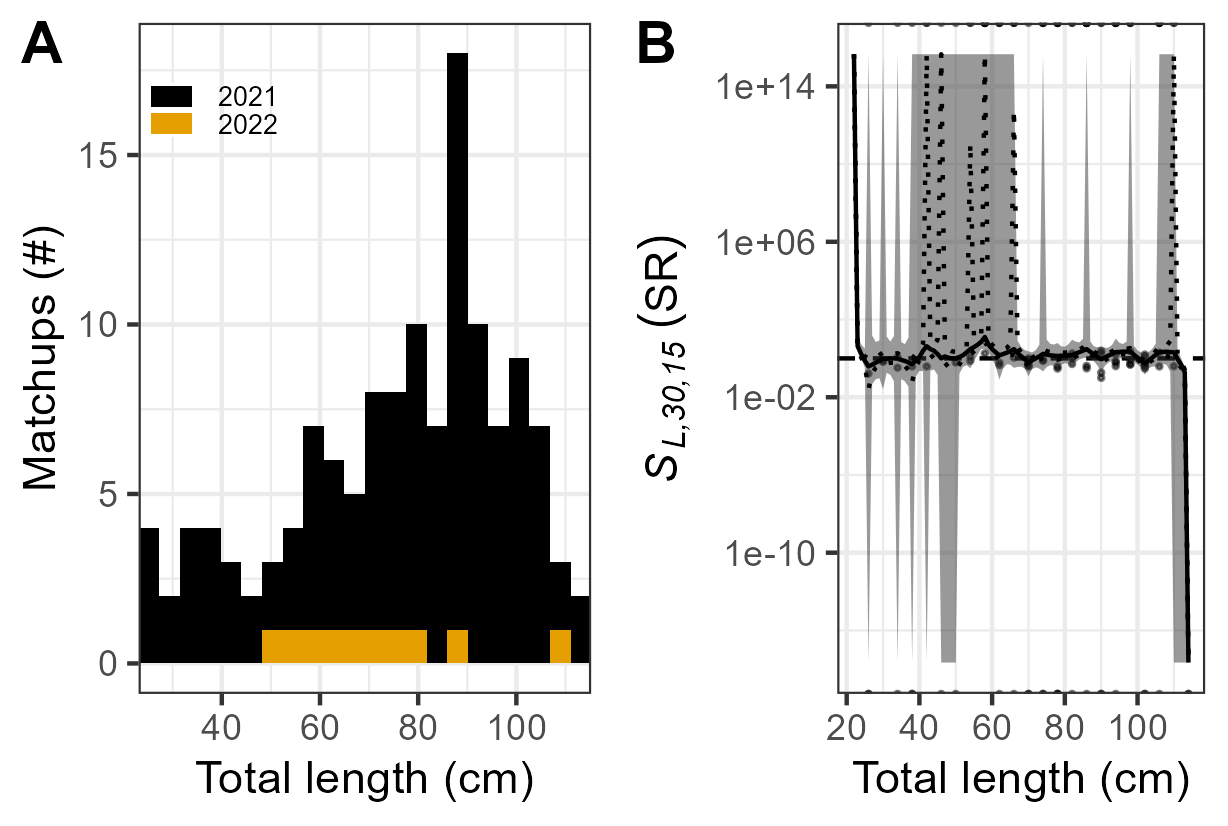 A
2021
2022
Matchups (#)
15
10
5
0
40 60 80 100
Total length (cm)
B
S L,30,15 (SR)
1e+14
1e+06
1e-02
1e-10
20 40 60 80 100
Total length (cm)